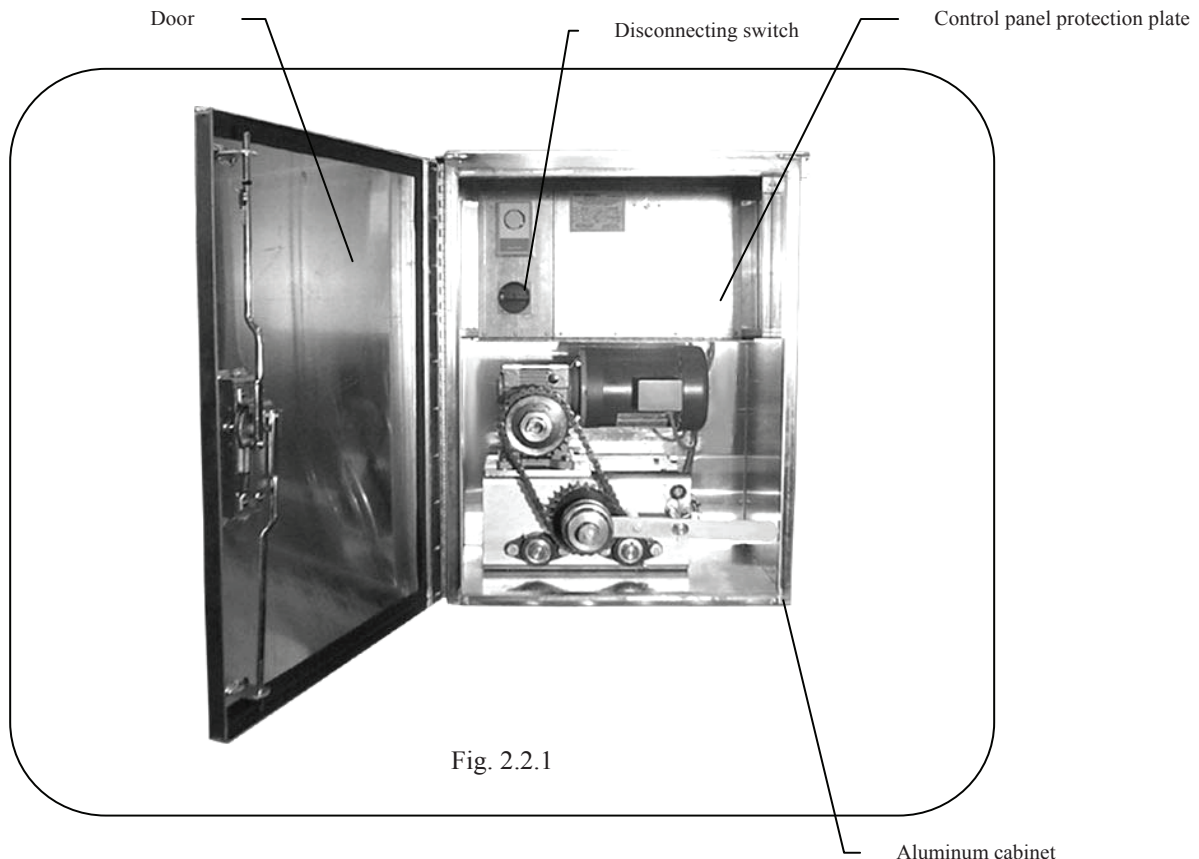 Door
Disconnecting switch
Control panel protection plate
Fig. 2.2.1
Aluminum cabinet